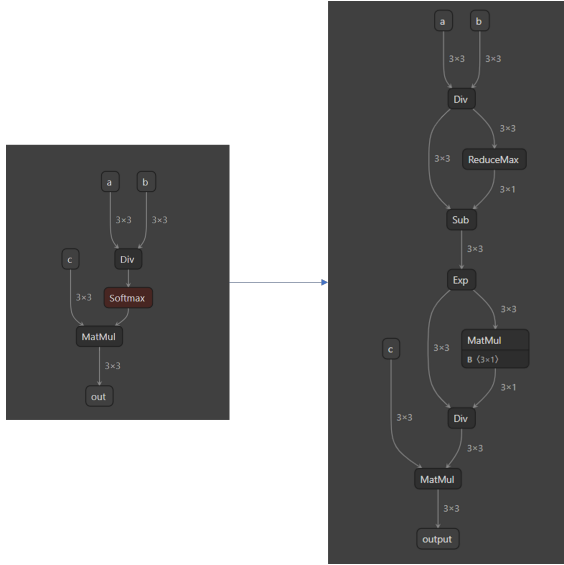 a b
3×3 3×3
c
Div
3×3
Softmax
MatMul
3×3
out
a b
3×3 3×3
Div
3×3
3×3
ReduceMax
3×1
Sub
3×3
Exp
3×3
3×3
MatMul
B ⟨3×1⟩
c
3×1
3×3
Div
3×3
MatMul
3×3
output